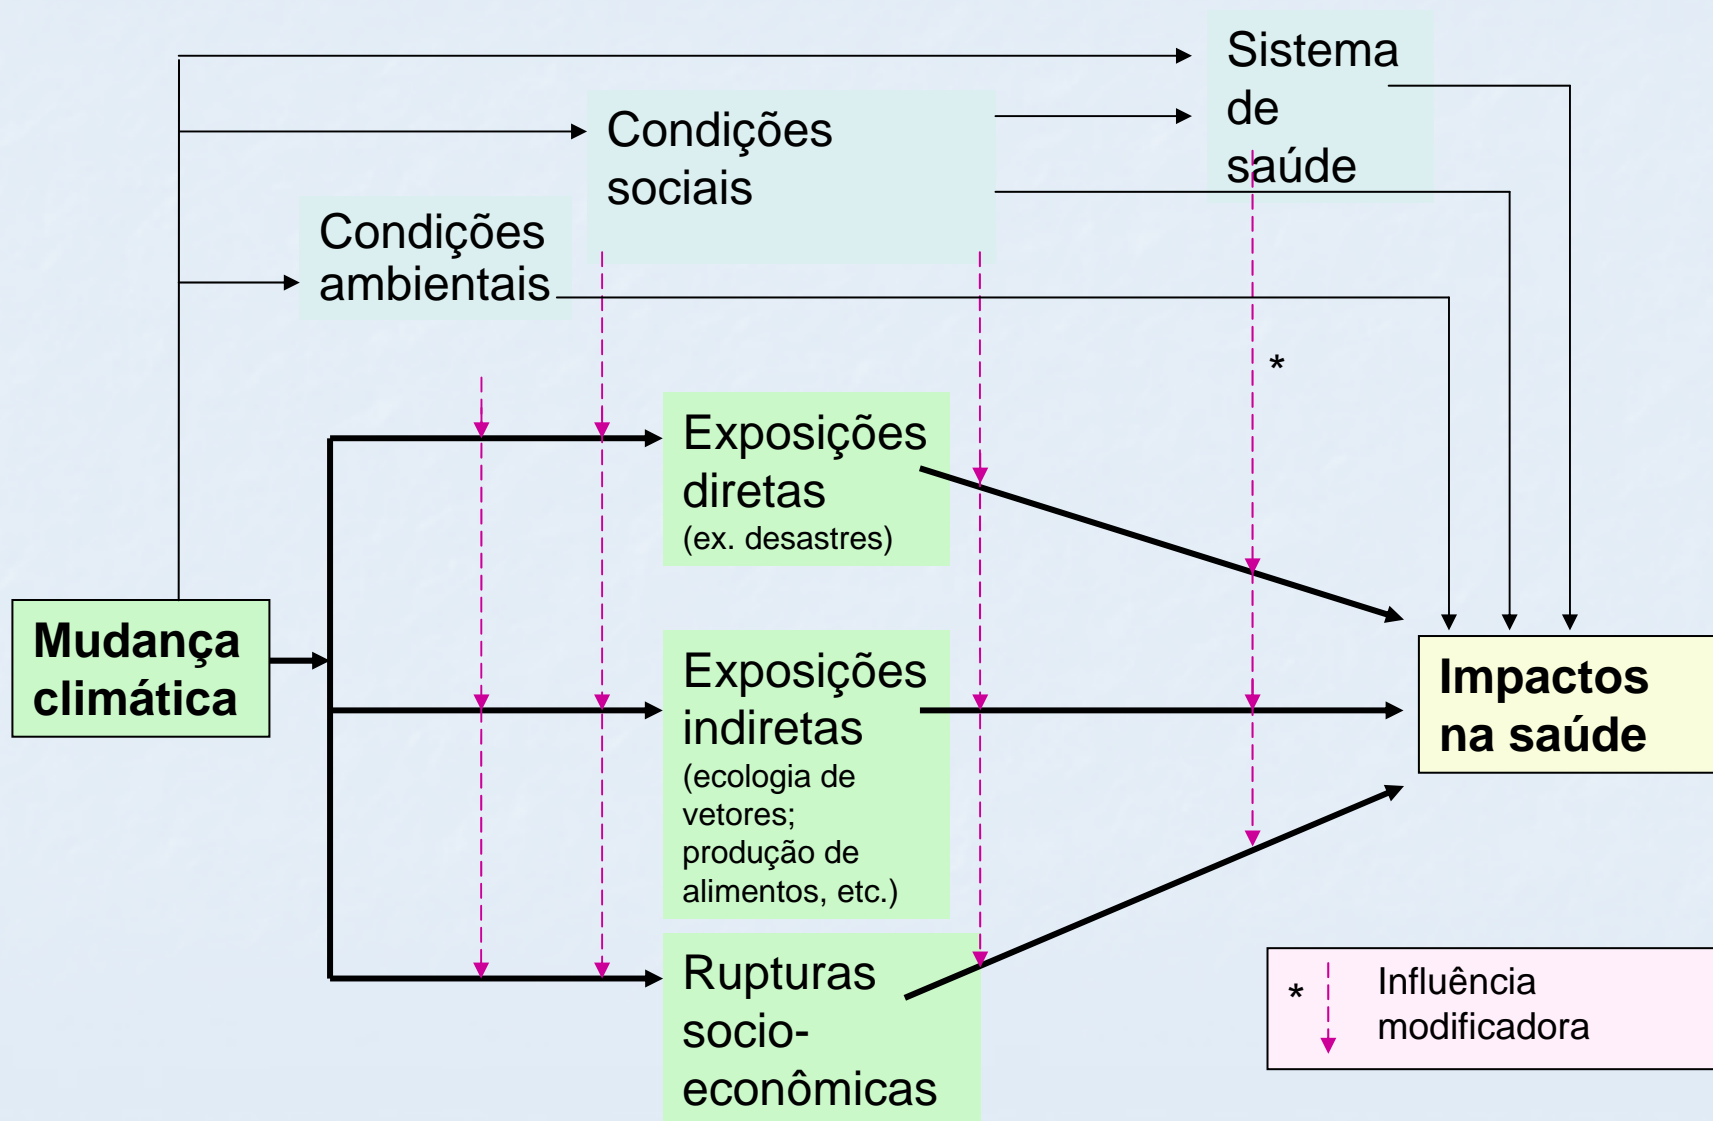 Sistema
de
saúde
Condições
sociais
Condições
ambientais
*
Exposições
diretas
(ex. desastres)
Mudança
climática
Exposições
indiretas
(ecologia de
vetores;
produção de
alimentos, etc.)
Impactos
na saúde
Rupturas
socio-
econômicas
* Influência
modificadora